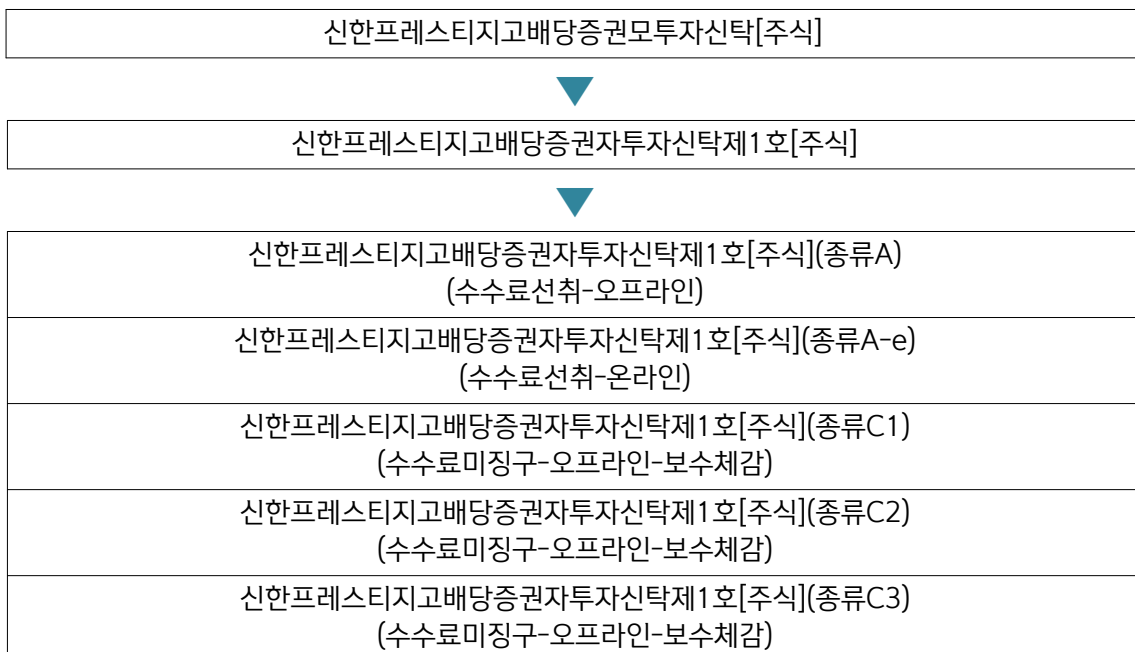 신한프레스티지고배당증권모투자신탁[주식]
신한프레스티지고배당증권자투자신탁제1호[주식]
신한프레스티지고배당증권자투자신탁제1호[주식](종류A)
(수수료선취-오프라인)
신한프레스티지고배당증권자투자신탁제1호[주식](종류A-e)
(수수료선취-온라인)
신한프레스티지고배당증권자투자신탁제1호[주식](종류C1)
(수수료미징구-오프라인-보수체감)
신한프레스티지고배당증권자투자신탁제1호[주식](종류C2)
(수수료미징구-오프라인-보수체감)
신한프레스티지고배당증권자투자신탁제1호[주식](종류C3)
(수수료미징구-오프라인-보수체감)